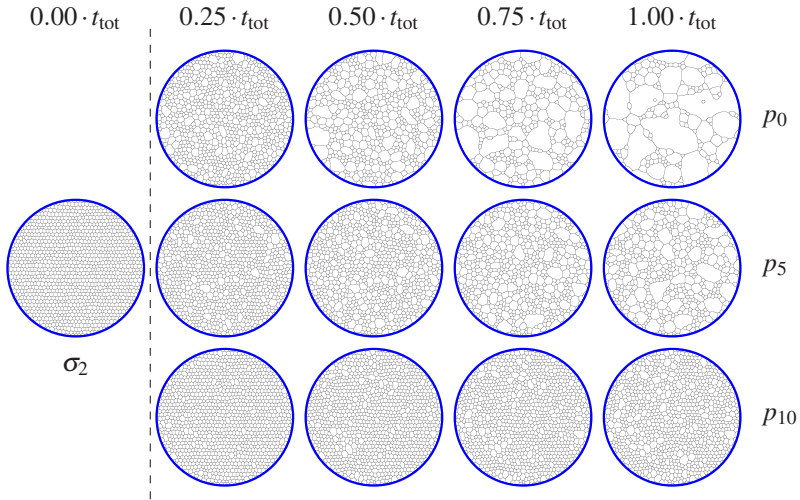 0.00 · t_tot 0.25 · t_tot 0.50 · t_tot 0.75 · t_tot 1.00 · t_tot
p_0
p_5
σ_2
p_10